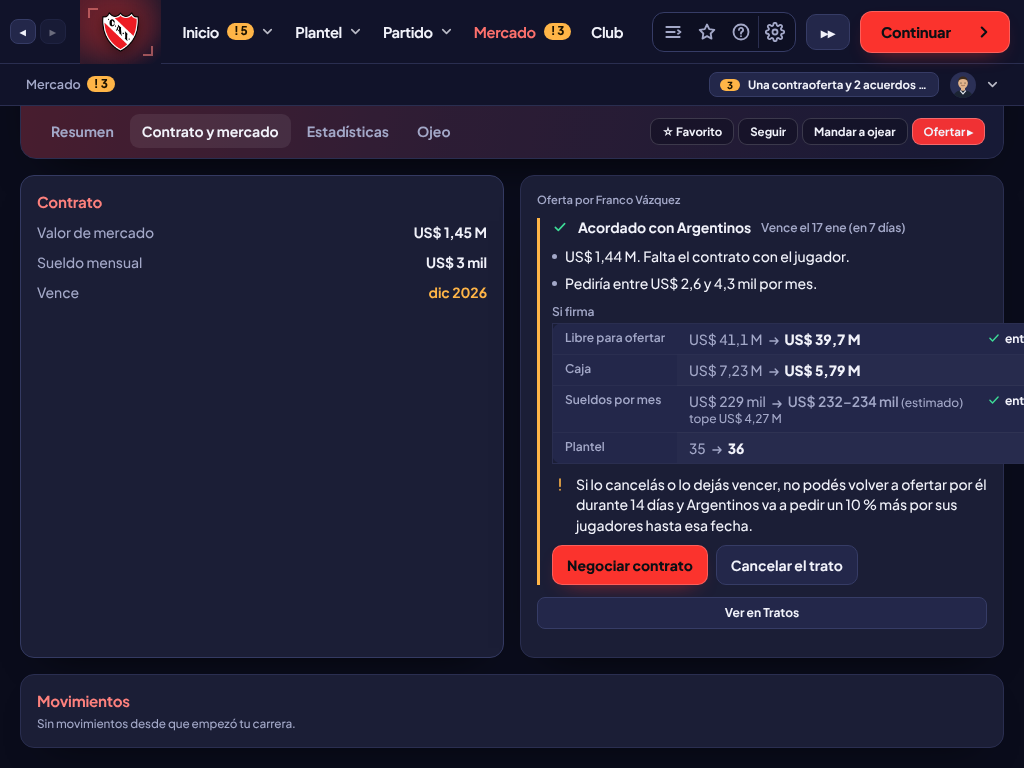 Inicio ! 5 Plantel Partido Mercado ! 3 Club Continuar
Mercado ! 3
3 Una contraoferta y 2 acuerdos …
Resumen Contrato y mercado Estadísticas Ojeo ☆ Favorito Seguir Mandar a ojear Ofertar ▸
Contrato
Valor de mercado US$ 1,45 M
Sueldo mensual US$ 3 mil
Vence dic 2026
Oferta por Franco Vázquez
Acordado con Argentinos Vence el 17 ene (en 7 días)
• US$ 1,44 M. Falta el contrato con el jugador.
• Pediría entre US$ 2,6 y 4,3 mil por mes.
Si firma
Libre para ofertar US$ 41,1 M → US$ 39,7 M ✓ ent
Caja US$ 7,23 M → US$ 5,79 M
Sueldos por mes US$ 229 mil → US$ 232–234 mil (estimado) ✓ ent
tope US$ 4,27 M
Plantel 35 → 36
! Si lo cancelás o lo dejás vencer, no podés volver a ofertar por él
durante 14 días y Argentinos va a pedir un 10 % más por sus
jugadores hasta esa fecha.
Negociar contrato Cancelar el trato
Ver en Tratos
Movimientos
Sin movimientos desde que empezó tu carrera.